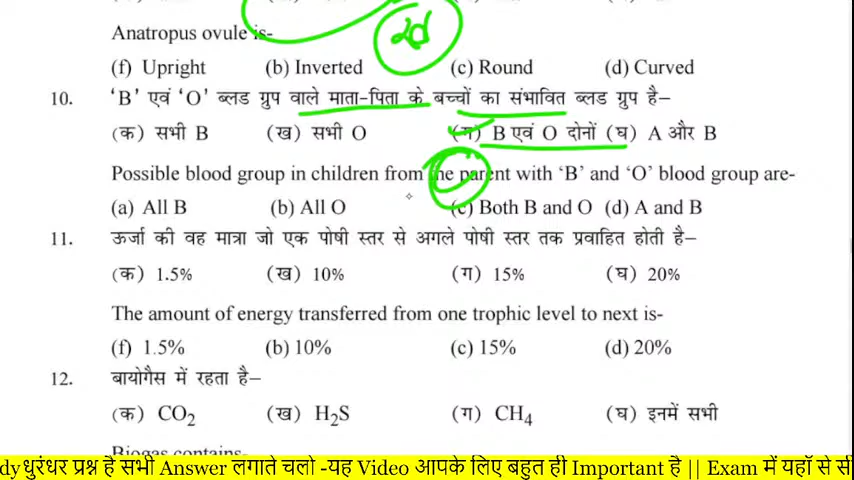 Anatropus ovule is-
(f) Upright (b) Inverted (c) Round (d) Curved
10. 'B' एवं 'O' ब्लड ग्रुप वाले माता-पिता के बच्चों का संभावित ब्लड ग्रुप है–
(क) सभी B (ख) सभी O (ग) B एवं O दोनों (घ) A और B
Possible blood group in children from the parent with 'B' and 'O' blood group are-
(a) All B (b) All O (c) Both B and O (d) A and B
11. ऊर्जा की वह मात्रा जो एक पोषी स्तर से अगले पोषी स्तर तक प्रवाहित होती है–
(क) 1.5% (ख) 10% (ग) 15% (घ) 20%
The amount of energy transferred from one trophic level to next is-
(f) 1.5% (b) 10% (c) 15% (d) 20%
12. बायोगैस में रहता है–
(क) CO2 (ख) H2S (ग) CH4 (घ) इनमें सभी
Biogas contains-
dy धुरंधर प्रश्न है सभी Answer लगाते चलो -यह Video आपके लिए बहुत ही Important है || Exam में यहाँ से सी